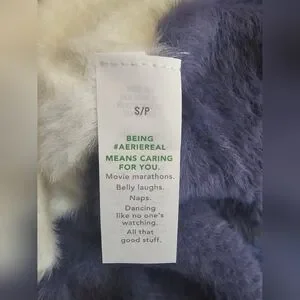 S/P
BEING
#AERIEREAL
MEANS CARING
FOR YOU.
Movie marathons.
Belly laughs.
Naps.
Dancing
like no one's
watching.
All that
good stuff.